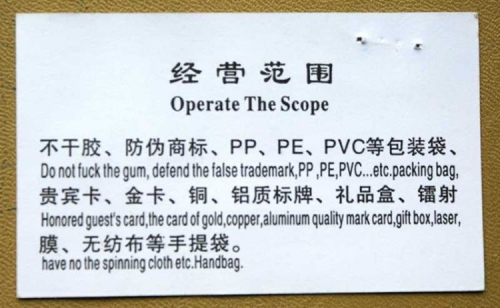 经营范围
Operate The Scope
不干胶、防伪商标、PP、PE、PVC等包装袋、
Do not fuck the gum, defend the false trademark,PP ,PE,PVC...etc.packing bag,
贵宾卡、金卡、铜、铝质标牌、礼品盒、镭射
Honored guest's card,the card of gold,copper,aluminum quality mark card,gift box,laser,
膜、无纺布等手提袋。
have no the spinning cloth etc.Handbag.